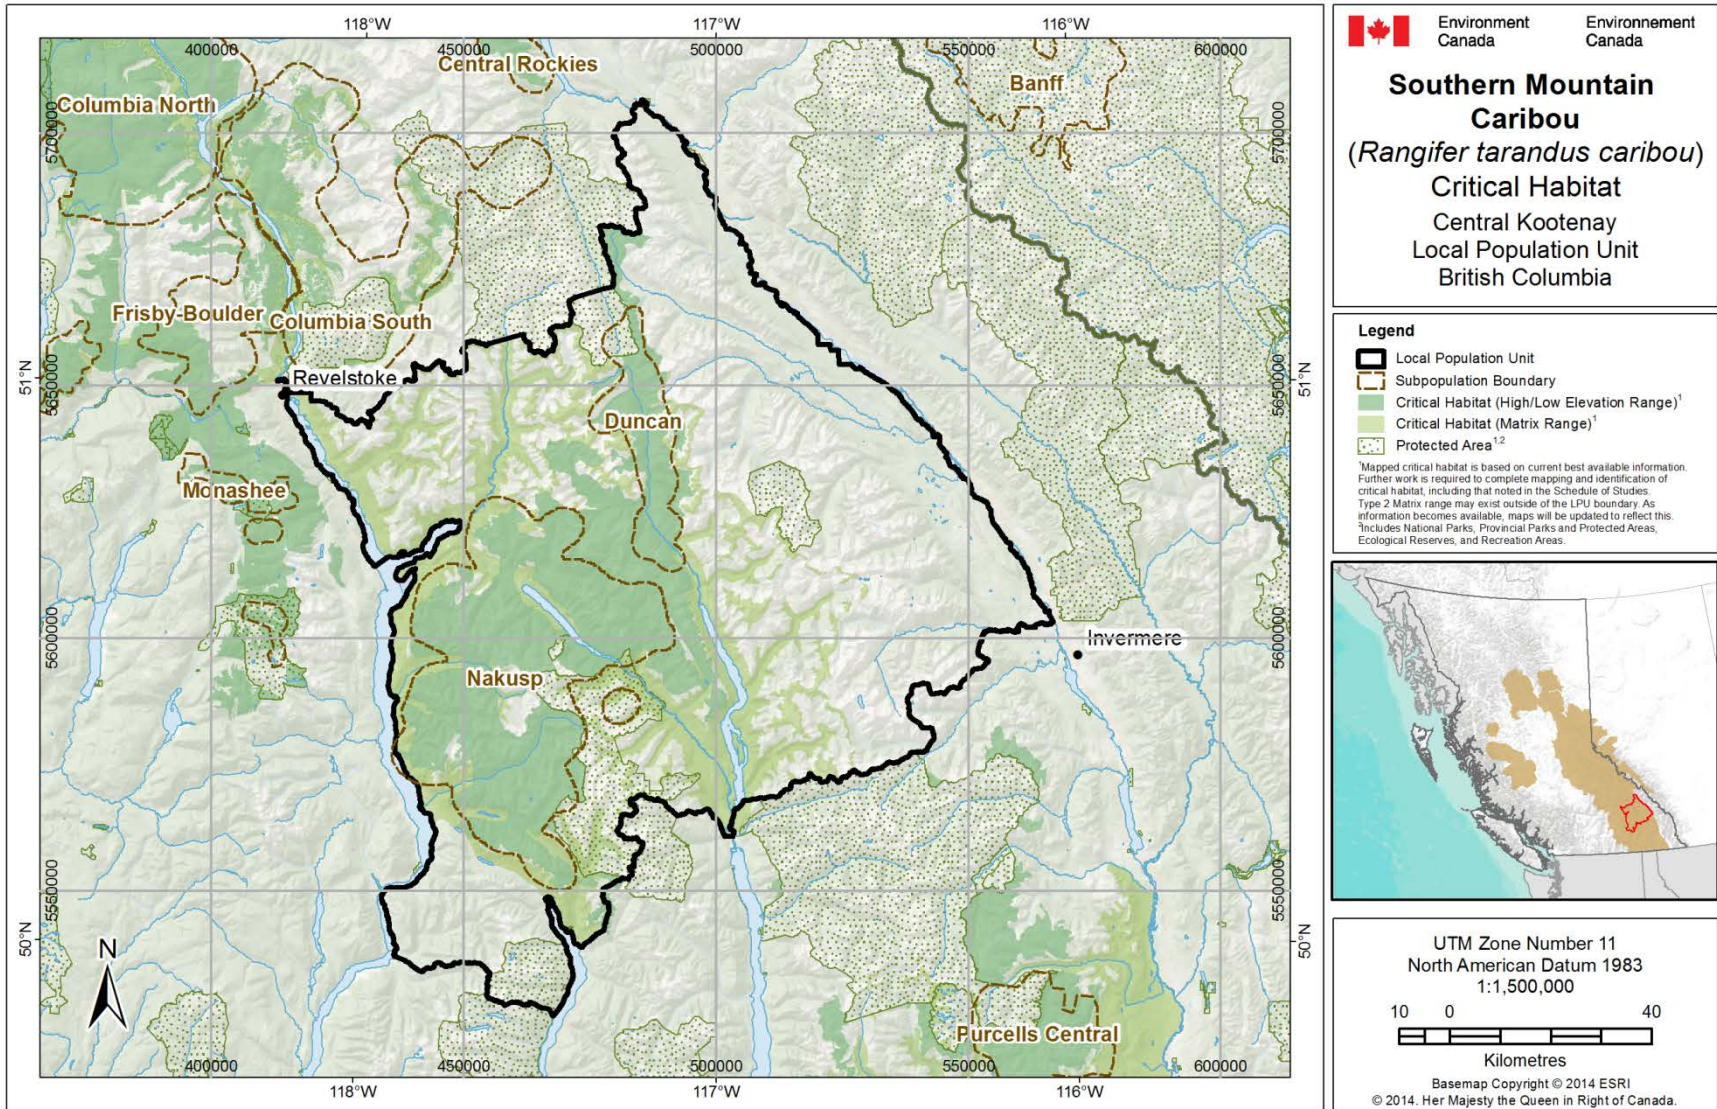 118°W
117°W
116°W
400000
450000
500000
550000
600000
Central Rockies
Banff
Columbia North
5700000
5700000
Frisby-Boulder
Columbia South
Revelstoke
51°N
5650000
5650000
51°N
Duncan
Monashee
5600000
5600000
Invermere
Nakusp
5550000
5550000
50°N
50°N
N
Purcells Central
400000
450000
500000
550000
600000
118°W
117°W
116°W
Environment
Canada
Environnement
Canada
Southern Mountain
Caribou
(Rangifer tarandus caribou)
Critical Habitat
Central Kootenay
Local Population Unit
British Columbia
Legend
Local Population Unit
Subpopulation Boundary
Critical Habitat (High/Low Elevation Range)1
Critical Habitat (Matrix Range)1
Protected Area1,2
1Mapped critical habitat is based on current best available information.
Further work is required to complete mapping and identification of
critical habitat, including that noted in the Schedule of Studies.
Type 2 Matrix range may exist outside of the LPU boundary. As
information becomes available, maps will be updated to reflect this.
2Includes National Parks, Provincial Parks and Protected Areas,
Ecological Reserves, and Recreation Areas.
UTM Zone Number 11
North American Datum 1983
1:1,500,000
10 0 40
Kilometres
Basemap Copyright © 2014 ESRI
© 2014. Her Majesty the Queen in Right of Canada.